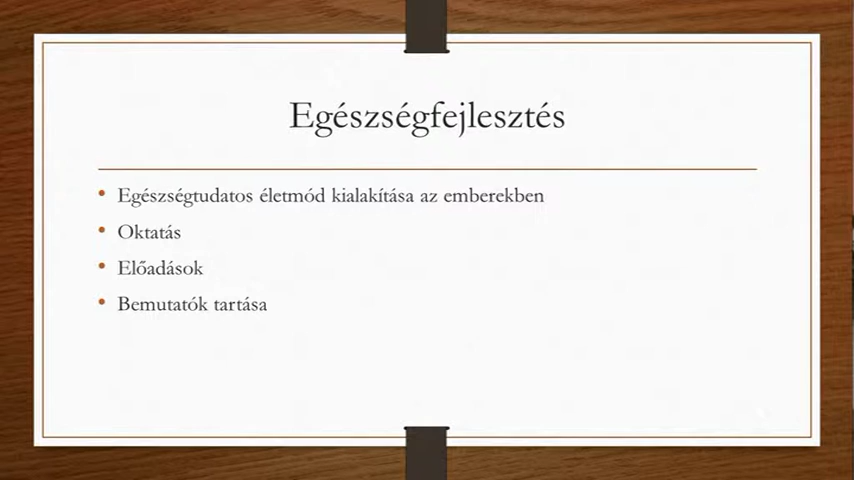 Egészségfejlesztés
• Egészségtudatos életmód kialakítása az emberekben
• Oktatás
• Előadások
• Bemutatók tartása